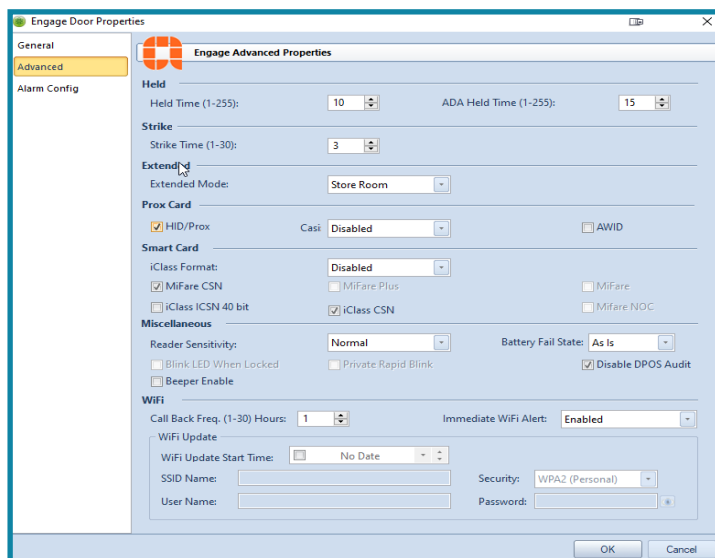 Engage Door Properties
General
Advanced
Alarm Config
Engage Advanced Properties
Held
Held Time (1-255): 10 ADA Held Time (1-255): 15
Strike
Strike Time (1-30): 3
Extended
Extended Mode: Store Room
Prox Card
HID/Prox Casi Disabled AWID
Smart Card
iClass Format: Disabled
MiFare CSN MiFare Plus MiFare
iClass ICSN 40 bit iClass CSN Mifare NOC
Miscellaneous
Reader Sensitivity: Normal Battery Fail State: As Is
Blink LED When Locked Private Rapid Blink Disable DPOS Audit
Beeper Enable
WiFi
Call Back Freq. (1-30) Hours: 1 Immediate WiFi Alert: Enabled
WiFi Update
WiFi Update Start Time: No Date
SSID Name: Security: WPA2 (Personal)
User Name: Password: *
OK Cancel